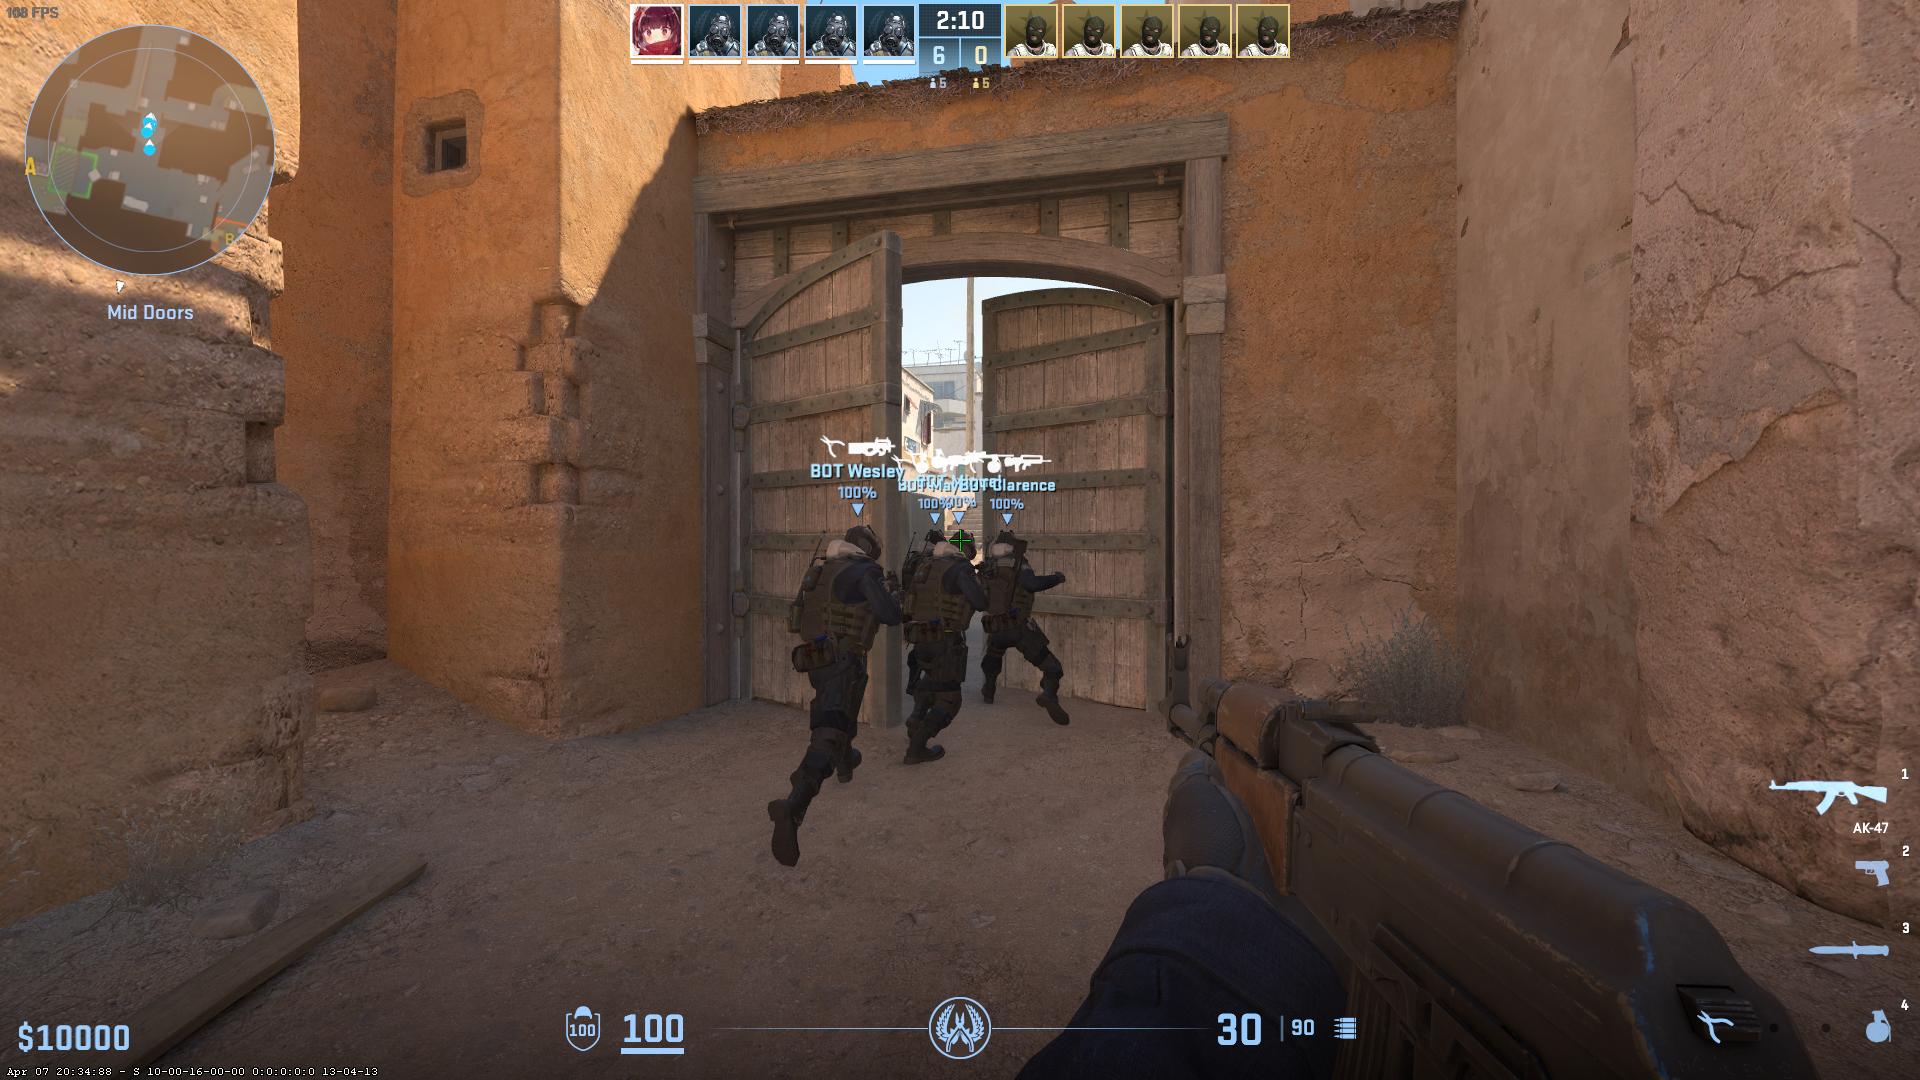 108 FPS
2:10
6 0
5 5
A
B
Mid Doors
BOT Wesley
100%
BOT Clarence
100% 100%
1
AK-47
2
3
4
$10000
100 100
30 | 90
Apr 07 20:34:88 - S 10-00-16-00-00 0:0:0:0:0 13-04-13